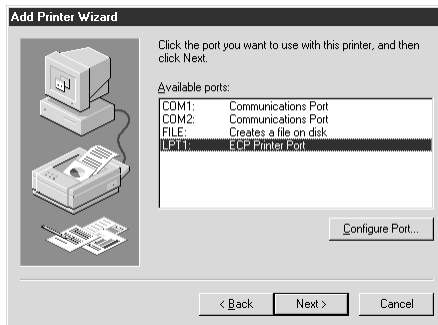 Add Printer Wizard
Click the port you want to use with this printer, and then
click Next.
Available ports:
COM1: Communications Port
COM2: Communications Port
FILE: Creates a file on disk
LPT1: ECP Printer Port
Configure Port...
< Back Next > Cancel